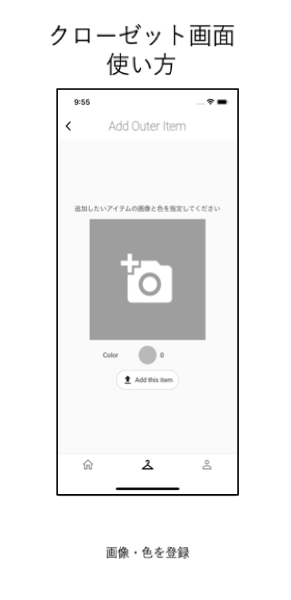 クローゼット画面
使い方
9:55
Add Outer Item
追加したいアイテムの画像と色を指定してください
Color 0
Add this item
画像・色を登録